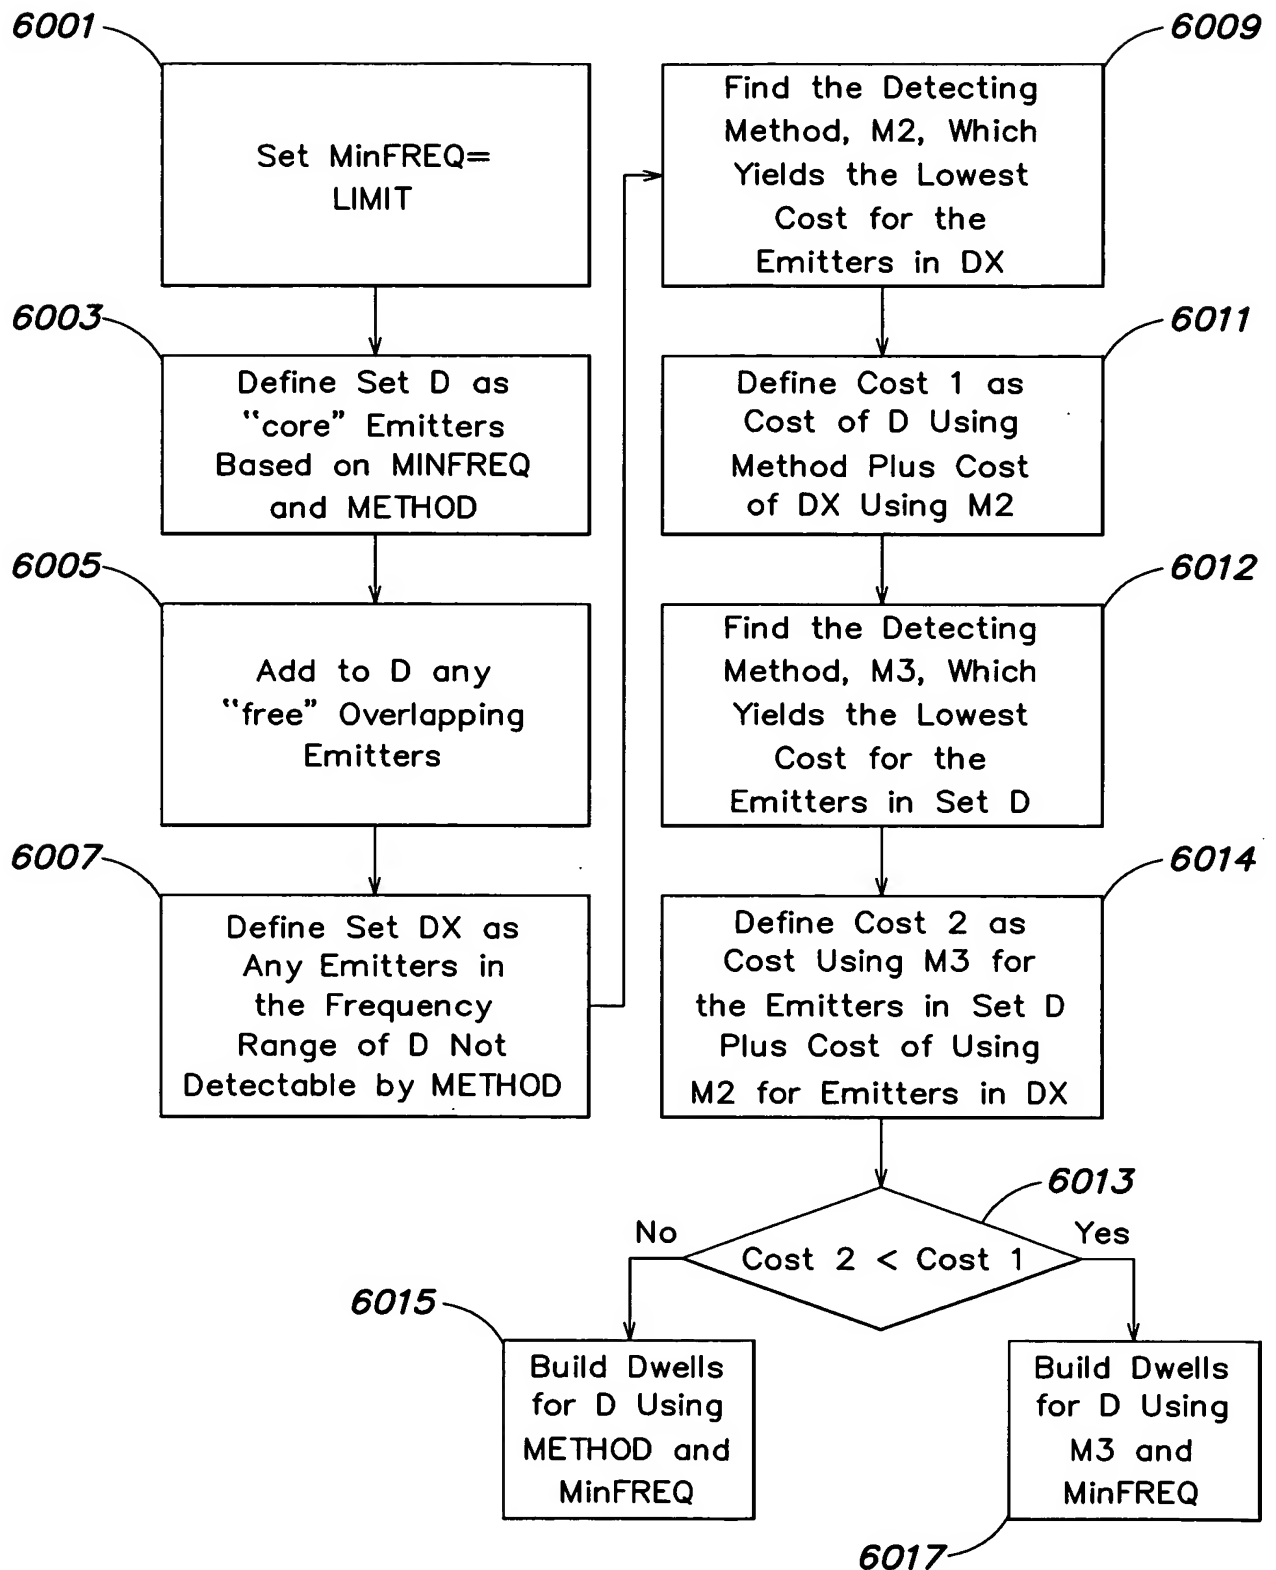 6001
Set MinFREQ=
LIMIT
6003
Define Set D as
"core" Emitters
Based on MINFREQ
and METHOD
6005
Add to D any
"free" Overlapping
Emitters
6007
Define Set DX as
Any Emitters in
the Frequency
Range of D Not
Detectable by METHOD
6009
Find the Detecting
Method, M2, Which
Yields the Lowest
Cost for the
Emitters in DX
6011
Define Cost 1 as
Cost of D Using
Method Plus Cost
of DX Using M2
6012
Find the Detecting
Method, M3, Which
Yields the Lowest
Cost for the
Emitters in Set D
6014
Define Cost 2 as
Cost Using M3 for
the Emitters in Set D
Plus Cost of Using
M2 for Emitters in DX
6013
No
Yes
Cost 2 < Cost 1
6015
Build Dwells
for D Using
METHOD and
MinFREQ
Build Dwells
for D Using
M3 and
MinFREQ
6017